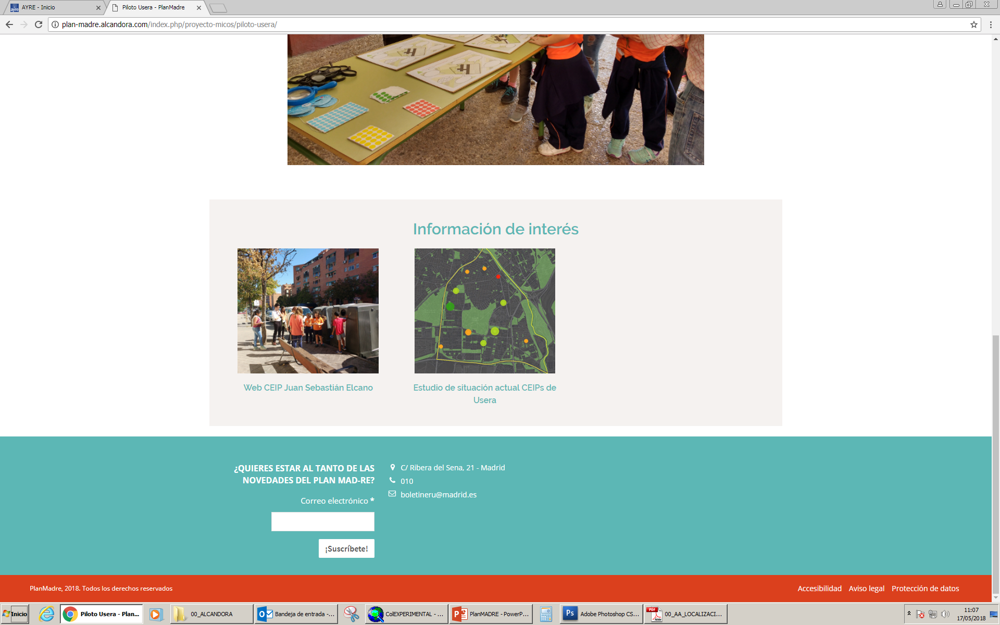 AYRE - Inicio
Piloto Usera - PlanMadre
plan-madre.alcandora.com/index.php/proyecto-micos/piloto-usera/
Información de interés
Web CEIP Juan Sebastián Elcano
Estudio de situación actual CEIPs de
Usera
¿QUIERES ESTAR AL TANTO DE LAS
NOVEDADES DEL PLAN MAD-RE?
Correo electrónico *
¡Suscríbete!
C/ Ribera del Sena, 21 - Madrid
010
boletineru@madrid.es
PlanMadre, 2018. Todos los derechos reservados
Accesibilidad Aviso legal Protección de datos
Inicio
Piloto Usera - Plan...
00_ALCANDORA
Bandeja de entrada -...
ColEXPERIMENTAL - ...
PlanMADRE - PowerP...
Adobe Photoshop CS...
00_AA_LOCALIZACI...
11:07
17/05/2018